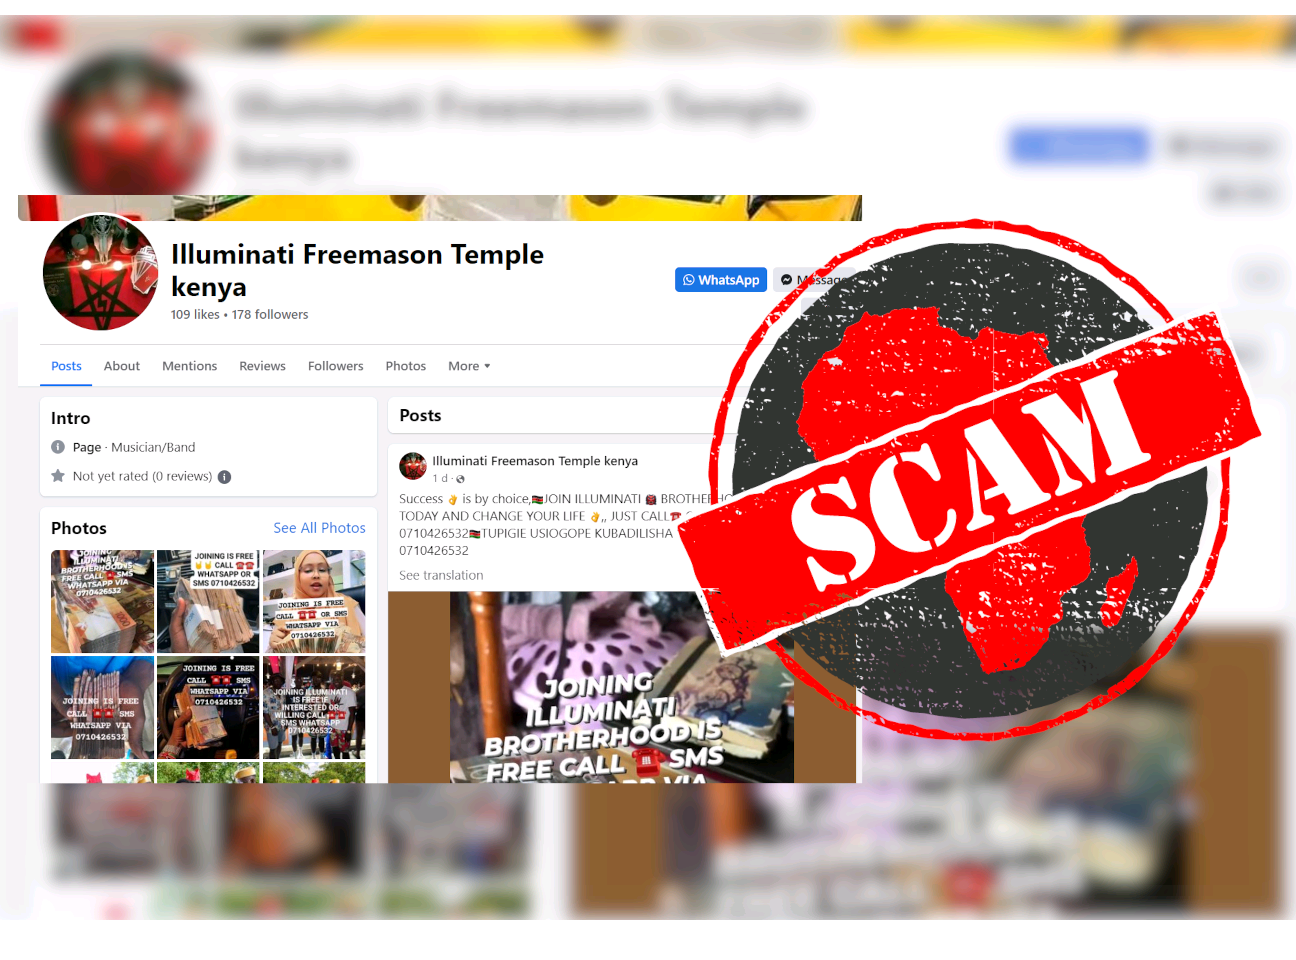 Illuminati Freemason Temple
kenya
Illuminati Freemason Temple
kenya
109 likes • 178 followers
WhatsApp
Message
Posts
About
Mentions
Reviews
Followers
Photos
More
Intro
Page · Musician/Band
Not yet rated (0 reviews)
Photos
See All Photos
JOINING
ILLUMINATI
BROTHERHOOD IS
FREE CALL ☎ SMS
WHATSAPP VIA
0710426532
JOINING IS FREE
🤘🤘 CALL ☎☎
WHATSAPP OR
SMS 0710426532
JOINING IS FREE
CALL ☎☎ OR SMS
WHATSAPP VIA
0710426532
JOINING IS FREE
CALL ☎☎ SMS
WHATSAPP VIA
0710426532
JOINING IS FREE
CALL ☎☎ SMS
WHATSAPP VIA
0710426532
JOINING ILLUMINATI
IS FREE IF
INTERESTED OR
WILLING CALL ☎☎
SMS WHATSAPP VIA
0710426532
Posts
Illuminati Freemason Temple kenya
1 d ·
Success 👌 is by choice,🇰🇪JOIN ILLUMINATI 👹 BROTHERHOO
TODAY AND CHANGE YOUR LIFE 👌,, JUST CALL☎
0710426532🇰🇪TUPIGIE USIOGOPE KUBADILISHA
0710426532
See translation
JOINING
ILLUMINATI
BROTHERHOOD IS
FREE CALL ☎ SMS
SCAM